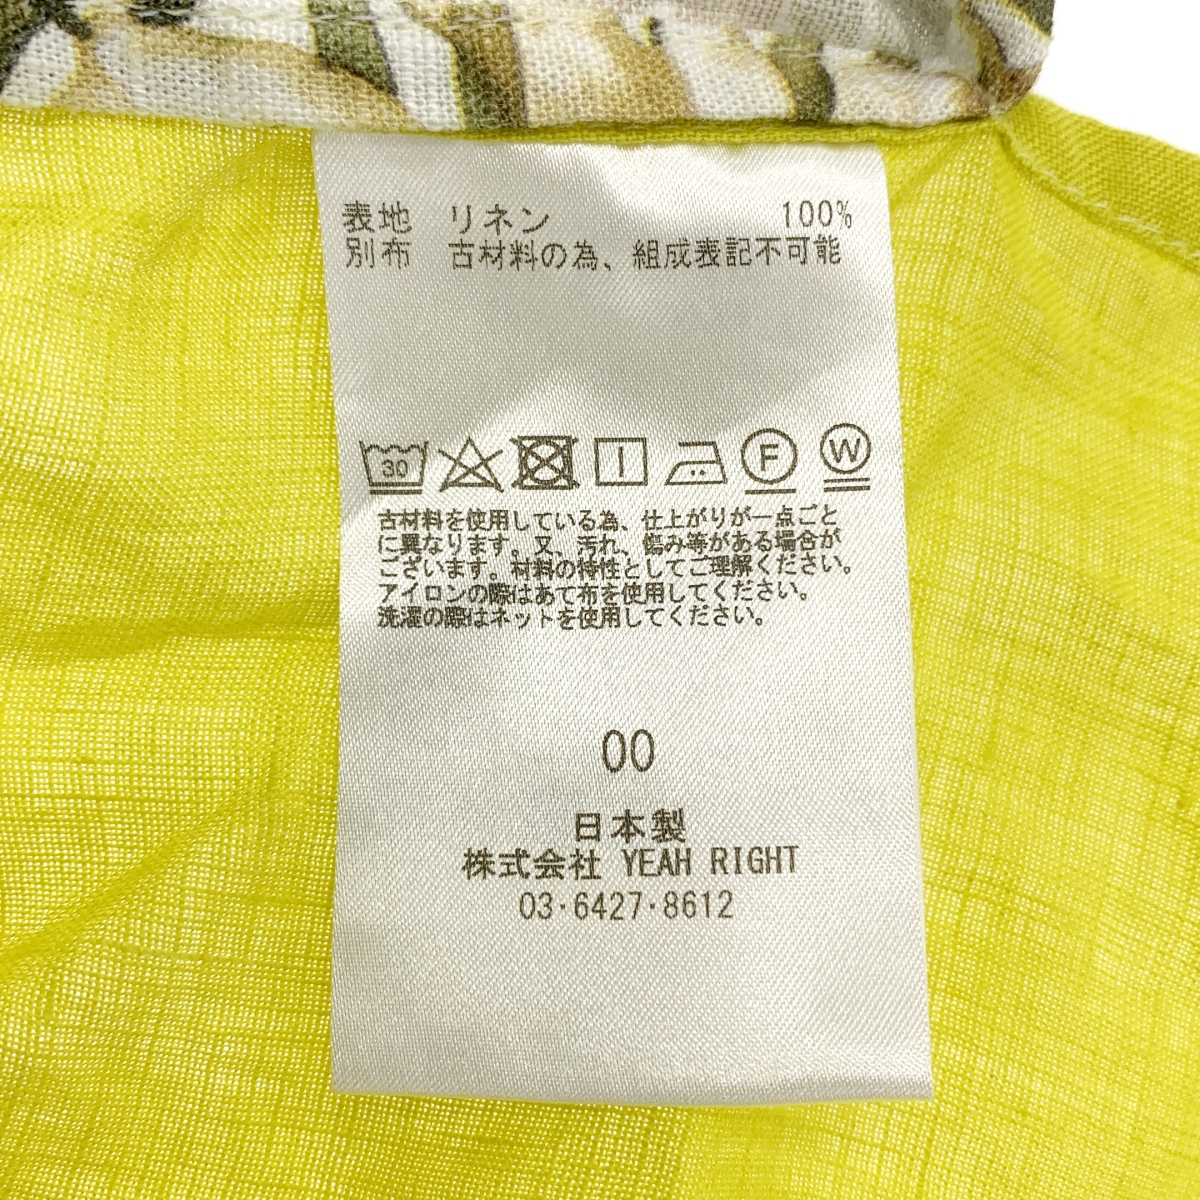 表地 リネン 100%
別布 古材料の為、組成表記不可能
30 F W
古材料を使用している為、仕上がりが一点ごと
に異なります。又、汚れ、傷み等がある場合が
ございます。材料の特性としてご理解ください。
アイロンの際はあて布を使用してください。
洗濯の際はネットを使用してください。
00
日本製
株式会社 YEAH RIGHT
03·6427·8612